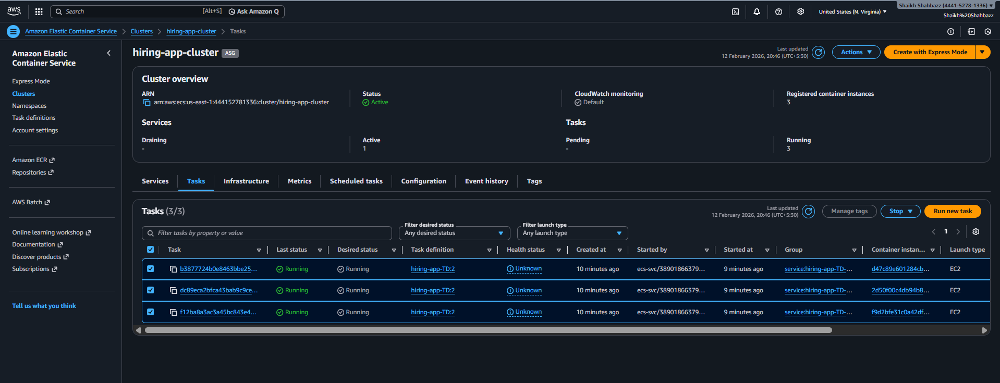 aws
Search [Alt+S] Ask Amazon Q
United States (N. Virginia)
Shaikh Shahbazz (4441-5278-1336)
Shaikh%20Shahbazz
Amazon Elastic Container Service > Clusters > hiring-app-cluster > Tasks
Amazon Elastic
Container Service
Express Mode
Clusters
Namespaces
Task definitions
Account settings
Amazon ECR
Repositories
AWS Batch
Online learning workshop
Documentation
Discover products
Subscriptions
Tell us what you think
hiring-app-cluster ASG
Last updated
12 February 2026, 20:46 (UTC+5:30)
Actions
Create with Express Mode
Cluster overview
ARN
arn:aws:ecs:us-east-1:444152781336:cluster/hiring-app-cluster
Status
Active
CloudWatch monitoring
Default
Registered container instances
3
Services
Tasks
Draining
-
Active
1
Pending
-
Running
3
Services Tasks Infrastructure Metrics Scheduled tasks Configuration Event history Tags
Tasks (3/3)
Last updated
12 February 2026, 20:46 (UTC+5:30)
Manage tags
Stop
Run new task
Filter tasks by property or value
Filter desired status
Any desired status
Filter launch type
Any launch type
1
Task Last status Desired status Task definition Health status Created at Started by Started at Group Container instan... Launch type
b3877724b0e8463bbe25... Running Running hiring-app-TD:2 Unknown 10 minutes ago ecs-svc/38901866379... 9 minutes ago service:hiring-app-TD-... d47c89e601284cb... EC2
dc89eca2bfca43bab9c9ce... Running Running hiring-app-TD:2 Unknown 10 minutes ago ecs-svc/38901866379... 9 minutes ago service:hiring-app-TD-... 2d50f00c4db94b8... EC2
f12ba8a3ac3a45bc843e4... Running Running hiring-app-TD:2 Unknown 10 minutes ago ecs-svc/38901866379... 9 minutes ago service:hiring-app-TD-... f9d2bfe31c0a42df... EC2